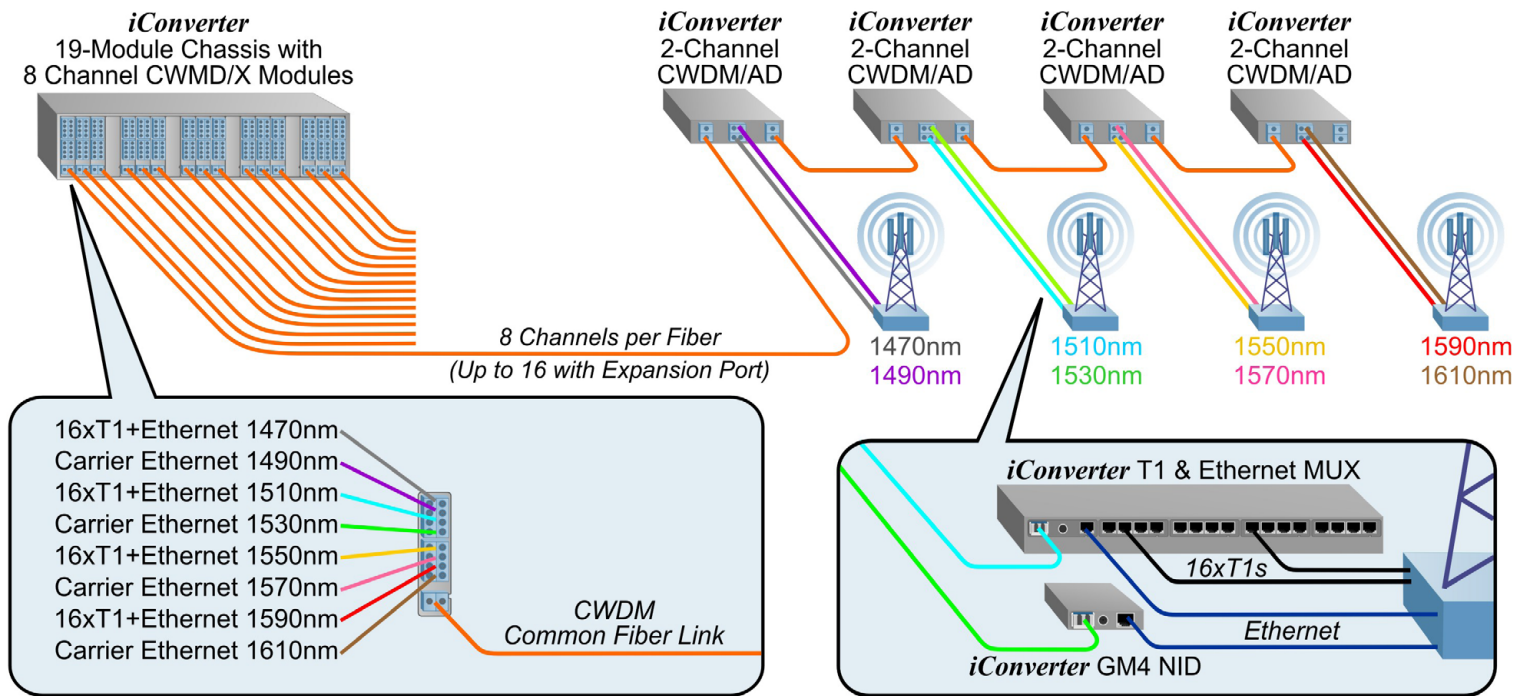 iConverter
19-Module Chassis with
8 Channel CWMD/X Modules
iConverter
2-Channel
CWDM/AD
iConverter
2-Channel
CWDM/AD
iConverter
2-Channel
CWDM/AD
iConverter
2-Channel
CWDM/AD
8 Channels per Fiber
(Up to 16 with Expansion Port)
1470nm
1490nm
1510nm
1530nm
1550nm
1570nm
1590nm
1610nm
16xT1+Ethernet 1470nm
Carrier Ethernet 1490nm
16xT1+Ethernet 1510nm
Carrier Ethernet 1530nm
16xT1+Ethernet 1550nm
Carrier Ethernet 1570nm
16xT1+Ethernet 1590nm
Carrier Ethernet 1610nm
CWDM
Common Fiber Link
iConverter T1 & Ethernet MUX
16xT1s
Ethernet
iConverter GM4 NID